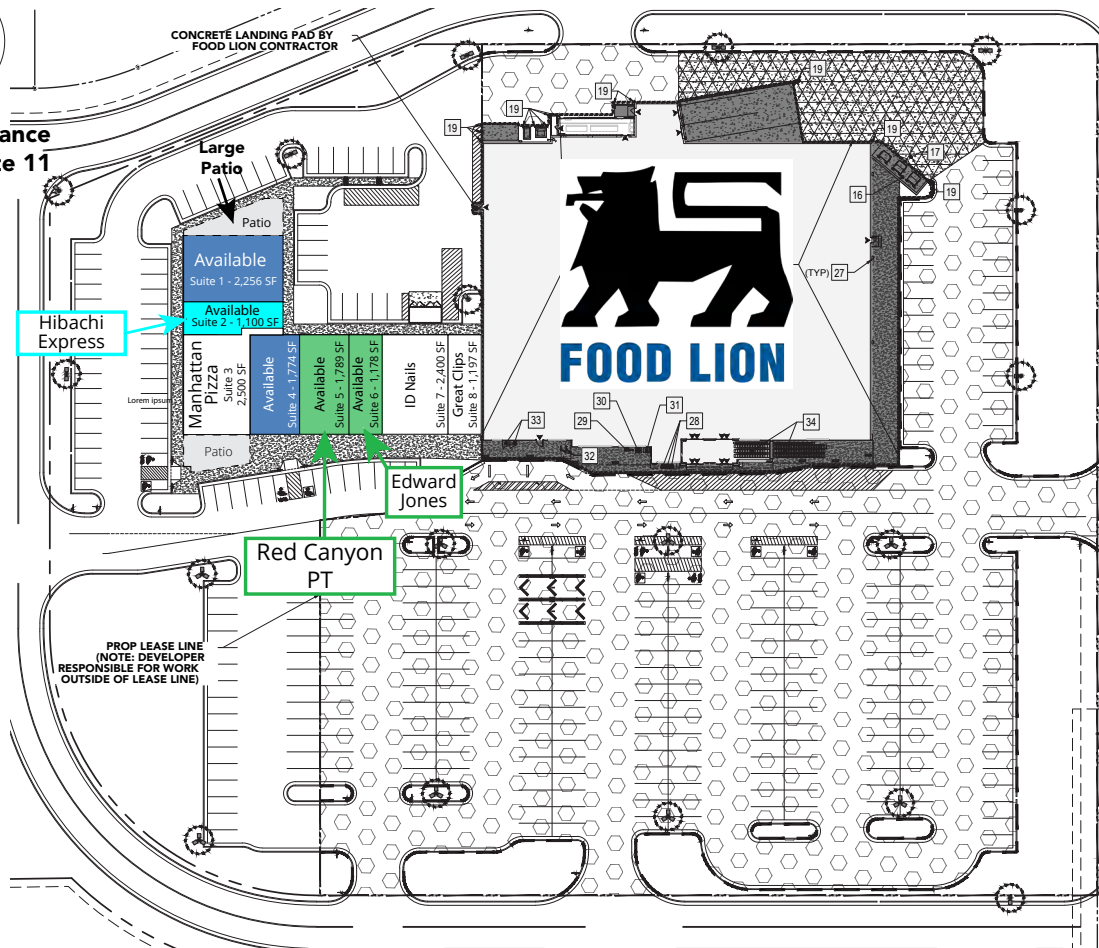 CONCRETE LANDING PAD BY
FOOD LION CONTRACTOR
ance
te 11
Large
Patio
Patio
Available
Suite 1 - 2,256 SF
Available
Suite 2 - 1,100 SF
Hibachi
Express
Manhattan
Pizza
Suite 3
2,500 SF
Lorem ipsum
Available
Suite 4 - 1,774 SF
Available
Suite 5 - 1,789 SF
Available
Suite 6 - 1,178 SF
ID Nails
Suite 7 - 2,400 SF
Great Clips
Suite 8 - 1,197 SF
Patio
Edward
Jones
Red Canyon
PT
PROP LEASE LINE
(NOTE: DEVELOPER
RESPONSIBLE FOR WORK
OUTSIDE OF LEASE LINE)
FOOD LION
19
19
19
19
19
17
16
19
(TYP) 27
33
32
29
30
31
28
34